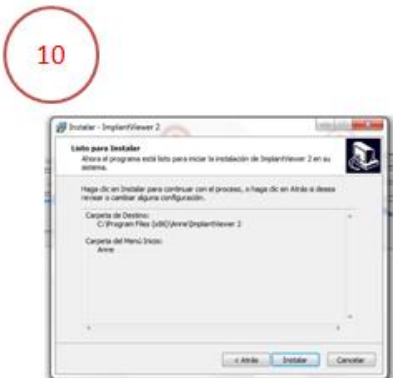 10
Instalar - ImplantViewer 2
Listo para Instalar
Ahora el programa está listo para iniciar la instalación de ImplantViewer 2 en su
sistema.
Haga clic en Instalar para continuar con el proceso, o haga clic en Atrás si desea
revisar o cambiar alguna configuración.
Carpeta de Destino:
C:\Program Files (x86)\Anne\ImplantViewer 2
Carpeta del Menú Inicio:
Anne
< Atrás
Instalar
Cancelar